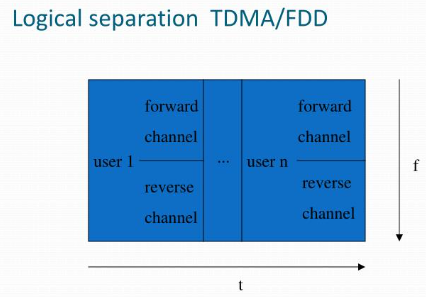 Logical separation TDMA/FDD
forward
channel
user 1
reverse
channel
...
forward
channel
user n
reverse
channel
f
t